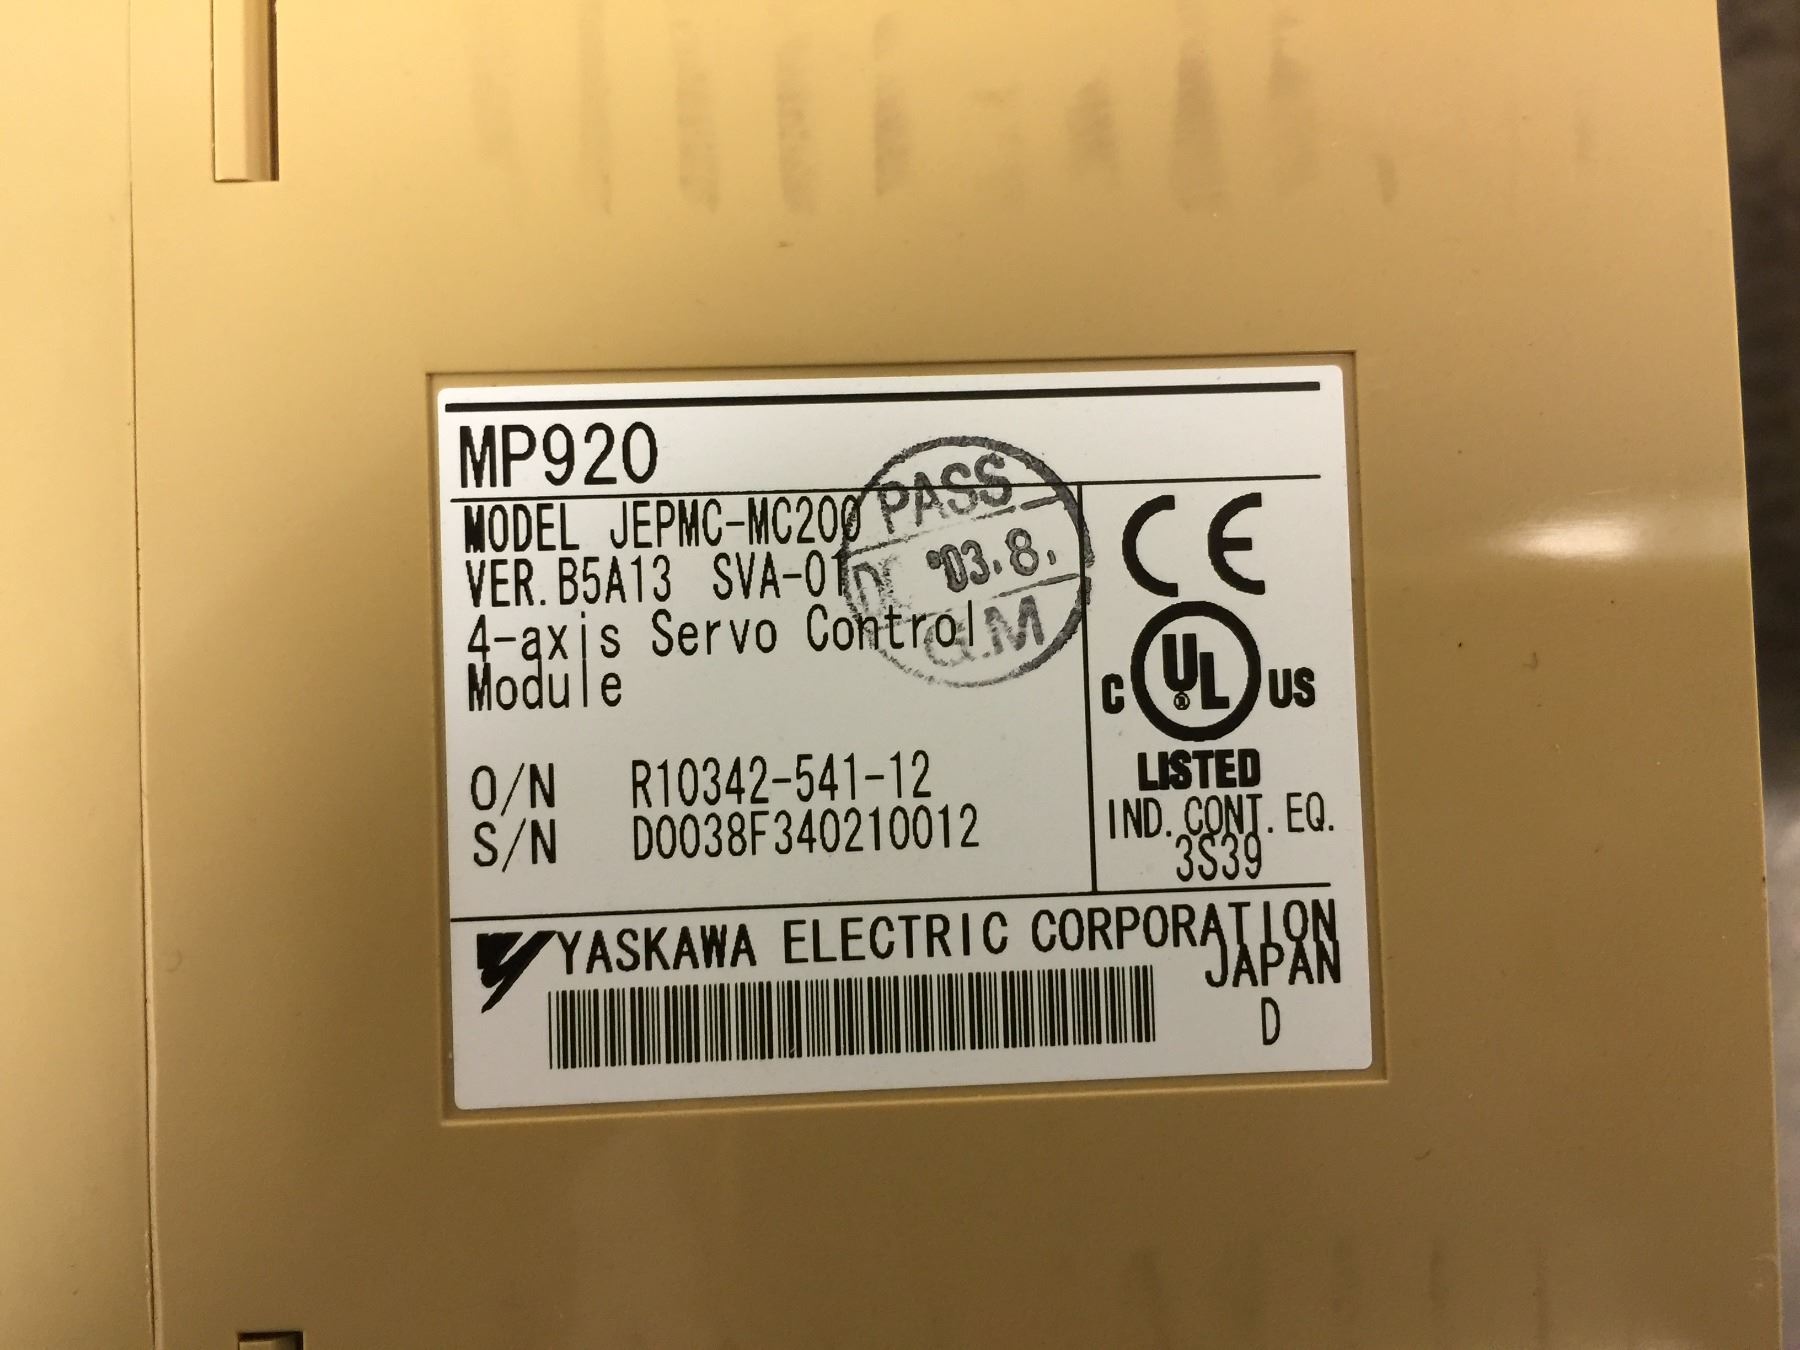 MP920
MODEL JEPMC-MC200
VER. B5A13 SVA-01
4-axis Servo Control
Module
PASS
'03.8.
Q.M
O/N R10342-541-12
S/N D0038F340210012
CE
C UL® US
LISTED
IND. CONT. EQ.
3S39
YASKAWA ELECTRIC CORPORATION
JAPAN
D